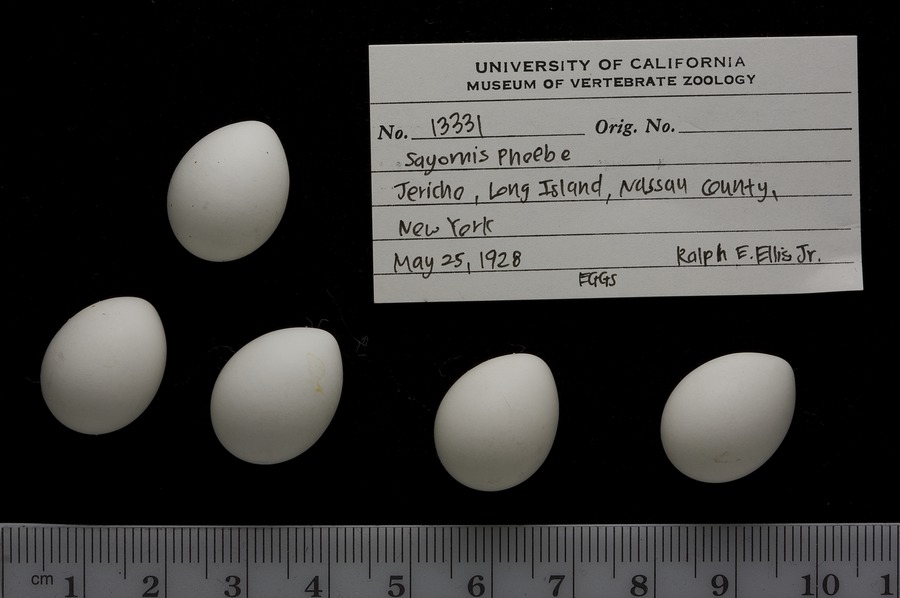 UNIVERSITY OF CALIFORNIA
MUSEUM OF VERTEBRATE ZOOLOGY
No. 13331 Orig. No.
Sayornis Phoebe
Jericho, Long Island, Nassau County,
New York
May 25, 1928 Ralph E. Ellis Jr.
EGGS
cm 1 2 3 4 5 6 7 8 9 10 1